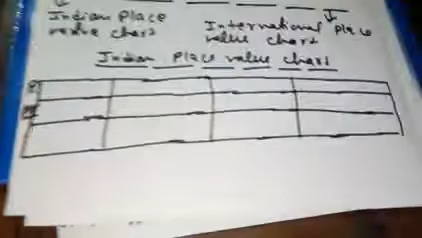 Indian Place
value chart
International place
value chart
Indian Place value chart